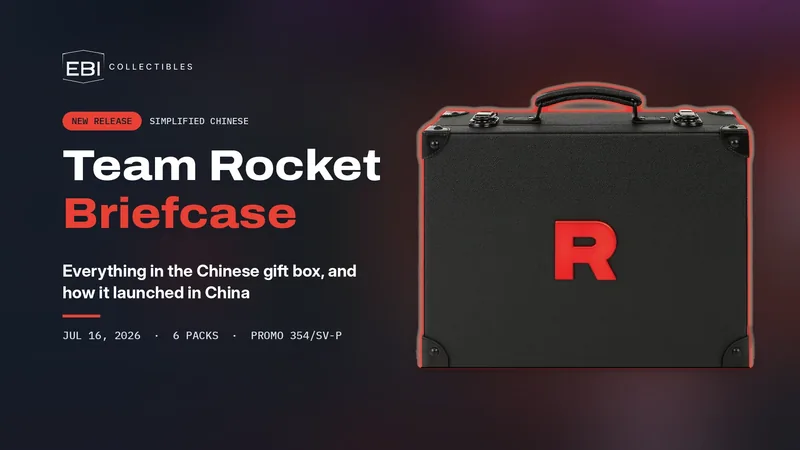 EBI COLLECTIBLES
NEW RELEASE SIMPLIFIED CHINESE
Team Rocket
Briefcase
Everything in the Chinese gift box, and
how it launched in China
JUL 16, 2026 · 6 PACKS · PROMO 354/SV-P
R